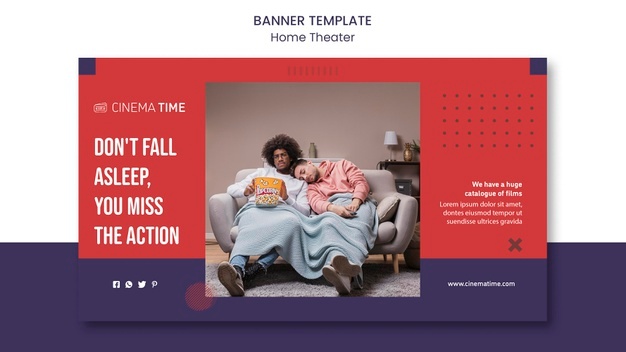 BANNER TEMPLATE
Home Theater
CINEMA TIME
DON'T FALL
ASLEEP,
YOU MISS
THE ACTION
POPCORN
We have a huge
catalogue of films
Lorem ipsum dolor sit amet,
dontes eiusmod tempor ut
suendisse ultrices gravida
www.cinematime.com